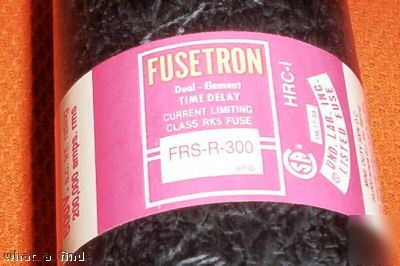 FUSETRON
Dual - Element
TIME DELAY
CURRENT LIMITING
CLASS RK5 FUSE
FRS-R-300
amp.
HRC-I
UND. LAB. INC.
LISTED FUSE
200,000 amps. rms
what a find